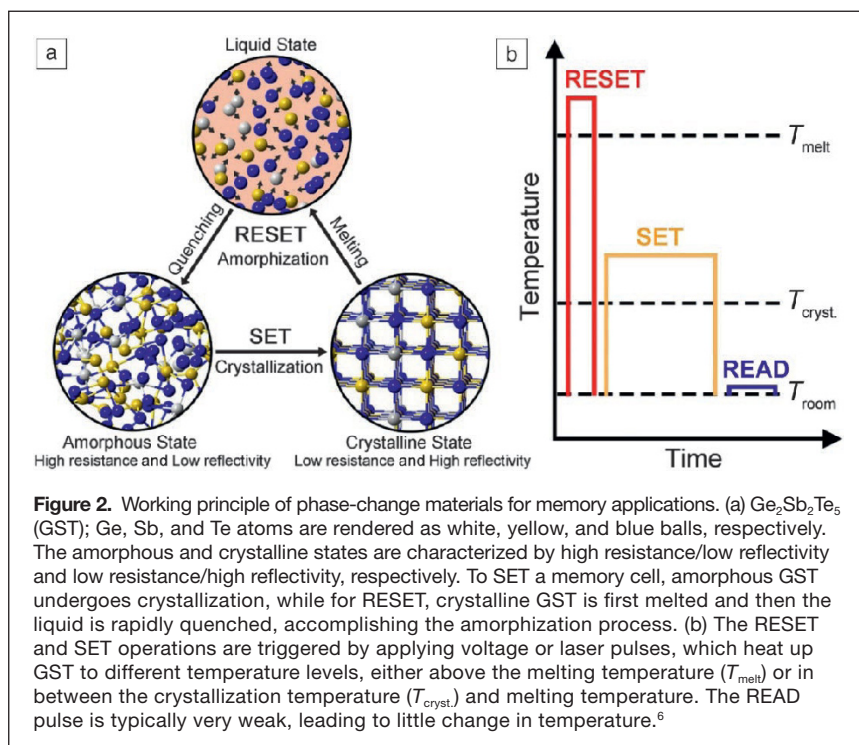 a
Liquid State
Quenching
Melting
RESET
Amorphization
SET
Crystallization
Amorphous State
High resistance and Low reflectivity
Crystalline State
Low resistance and High reflectivity
b
Temperature
RESET
T melt
SET
T cryst.
READ
T room
Time
Figure 2. Working principle of phase-change materials for memory applications. (a) Ge₂Sb₂Te₅
(GST); Ge, Sb, and Te atoms are rendered as white, yellow, and blue balls, respectively.
The amorphous and crystalline states are characterized by high resistance/low reflectivity
and low resistance/high reflectivity, respectively. To SET a memory cell, amorphous GST
undergoes crystallization, while for RESET, crystalline GST is first melted and then the
liquid is rapidly quenched, accomplishing the amorphization process. (b) The RESET
and SET operations are triggered by applying voltage or laser pulses, which heat up
GST to different temperature levels, either above the melting temperature (T melt) or in
between the crystallization temperature (T cryst.) and melting temperature. The READ
pulse is typically very weak, leading to little change in temperature.⁶